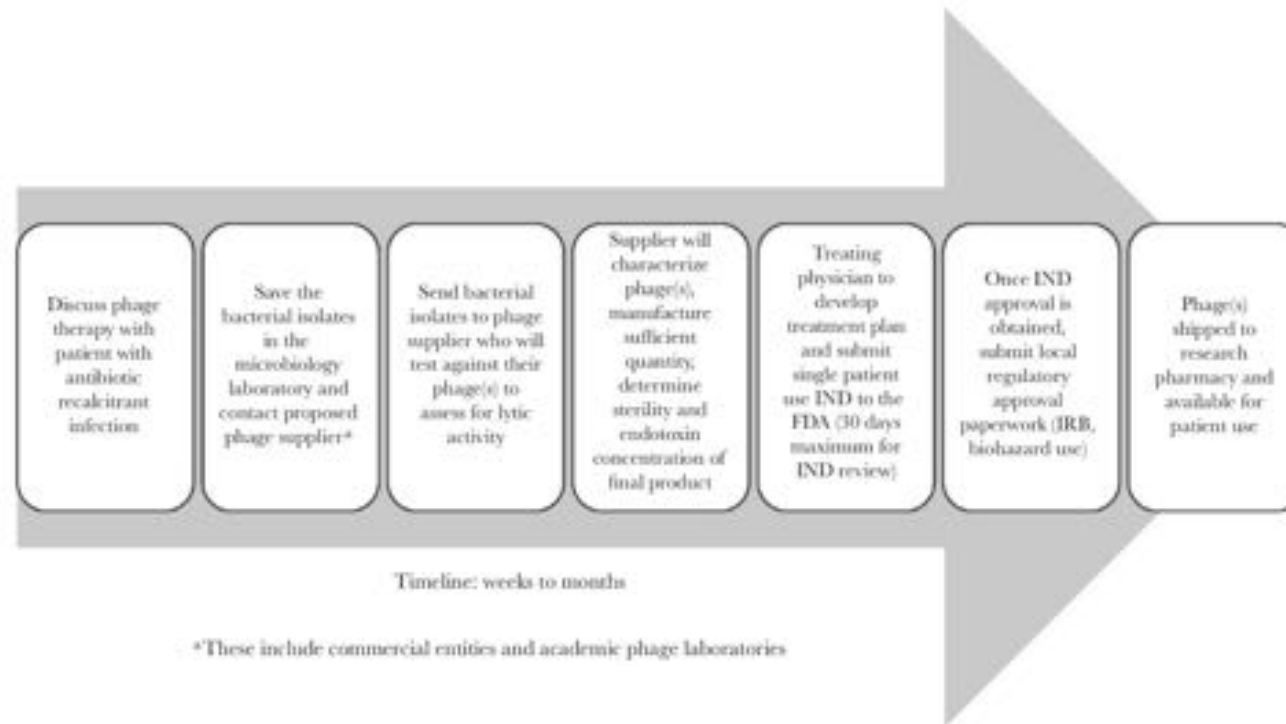 Discuss phage
therapy with
patient with
antibiotic
recalcitrant
infection
Save the
bacterial isolates
in the
microbiology
laboratory and
contact proposed
phage supplier*
Send bacterial
isolates to phage
supplier who will
test against their
phage(s) to
assess for lytic
activity
Supplier will
characterize
phage(s),
manufacture
sufficient
quantity,
determine
sterility and
endotoxin
concentration of
final product
Treating
physician to
develop
treatment plan
and submit
single patient
use IND to the
FDA (30 days
maximum for
IND review)
Once IND
approval is
obtained,
submit local
regulatory
approval
paperwork (IRB,
biohazard use)
Phage(s)
shipped to
research
pharmacy and
available for
patient use
Timeline: weeks to months
*These include commercial entities and academic phage laboratories